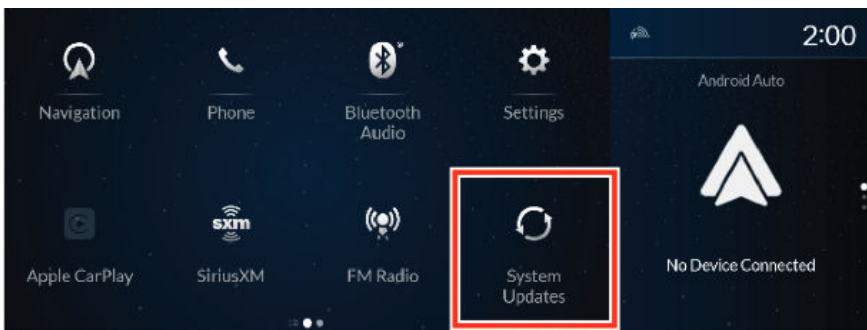 2:00
Android Auto
Navigation
Phone
Bluetooth
Audio
Settings
sxm
Apple CarPlay
SiriusXM
FM Radio
System
Updates
No Device Connected